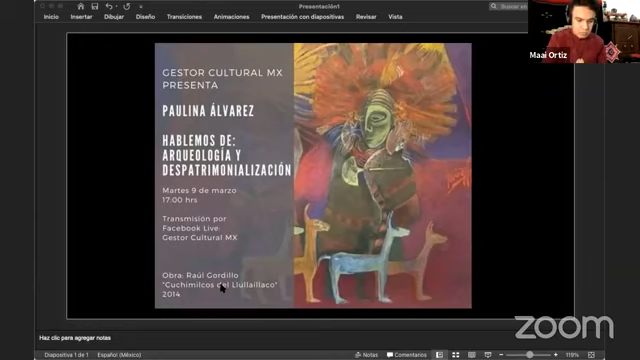 Presentación1
Buscar en
Inicio Insertar Dibujar Diseño Transiciones Animaciones Presentación con diapositivas Revisar Vista
Maai Ortiz
GESTOR CULTURAL MX
PRESENTA
PAULINA ÁLVAREZ
HABLEMOS DE:
ARQUEOLOGÍA Y
DESPATRIMONIALIZACIÓN
Martes 9 de marzo
17:00 hrs
Transmisión por
Facebook Live:
Gestor Cultural MX
Obra: Raúl Gordillo
"Cuchimilcos del Llullaillaco"
2014
Haz clic para agregar notas
zoom
Diapositiva 1 de 1 Español (México) Notas Comentarios 119%